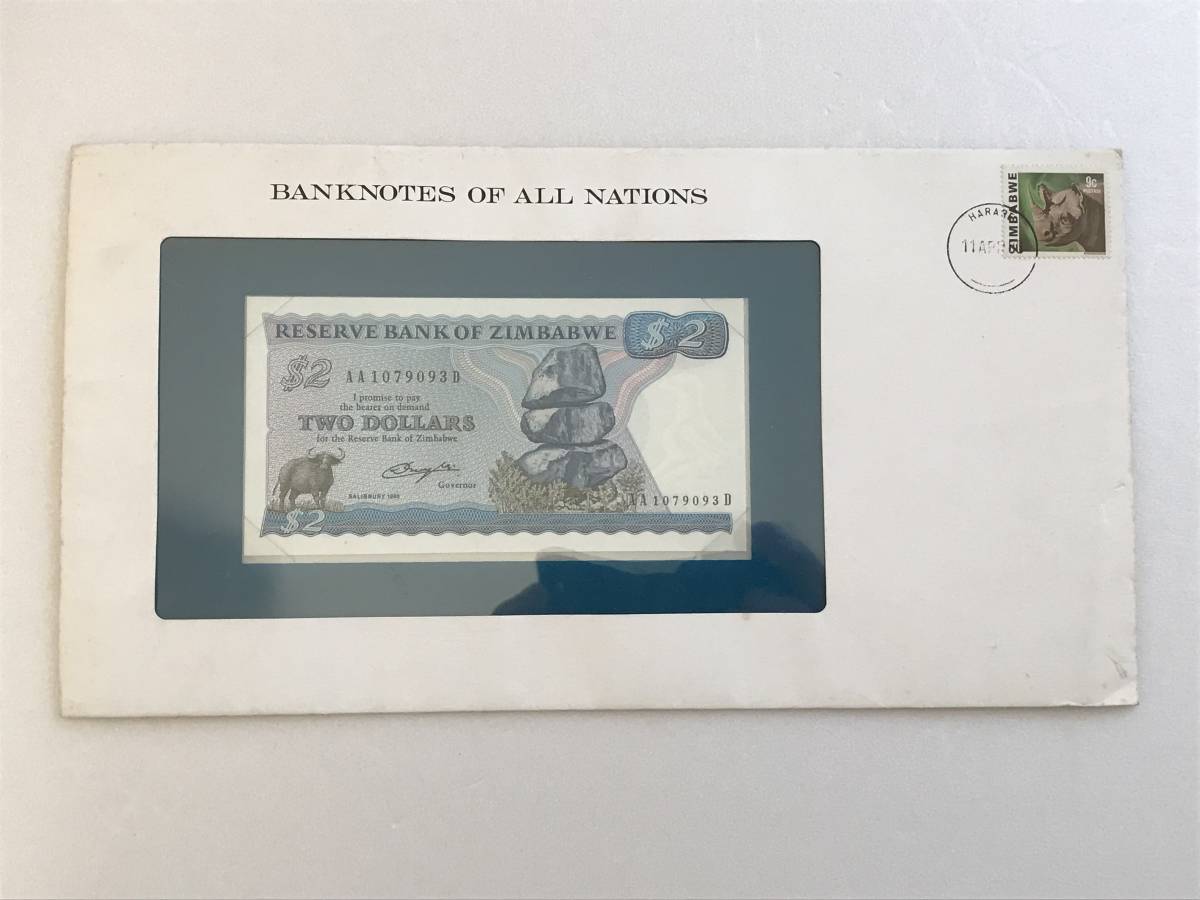 BANKNOTES OF ALL NATIONS
ZIMBABWE
9c
11 APR
RESERVE BANK OF ZIMBABWE
$2
$2
AA1079093D
I promise to pay
the bearer on demand
TWO DOLLARS
for the Reserve Bank of Zimbabwe
Governor
SALISBURY
AA1079093D
$2